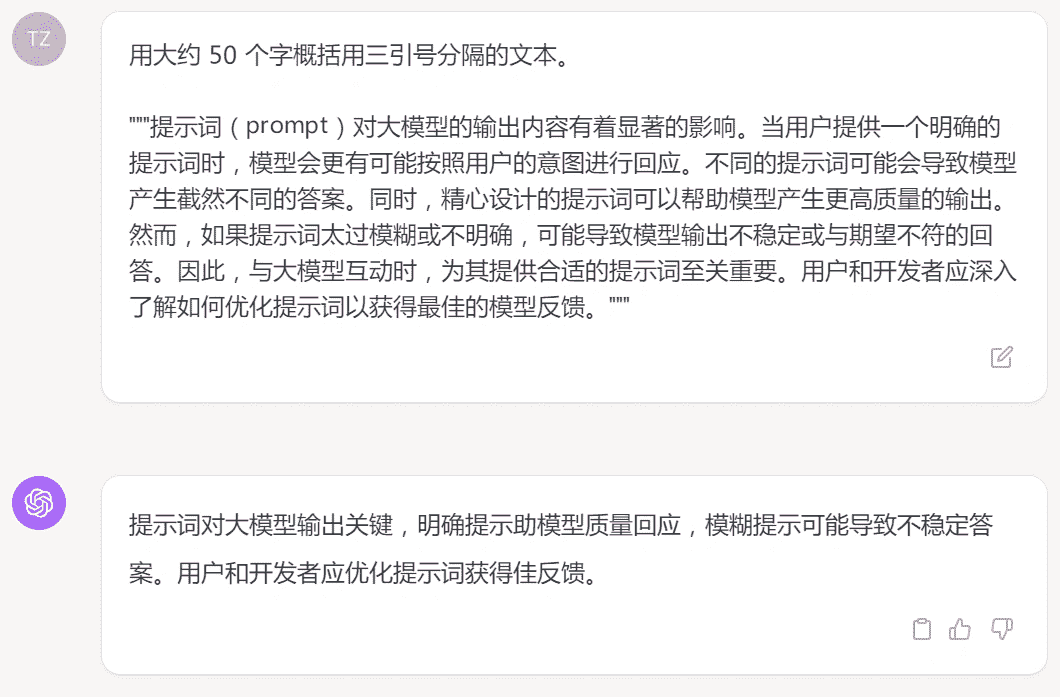 TZ
用大约 50 个字概括用三引号分隔的文本。
"""提示词（prompt）对大模型的输出内容有着显著的影响。当用户提供一个明确的
提示词时，模型会更有可能按照用户的意图进行回应。不同的提示词可能会导致模型
产生截然不同的答案。同时，精心设计的提示词可以帮助模型产生更高质量的输出。
然而，如果提示词太过模糊或不明确，可能导致模型输出不稳定或与期望不符的回
答。因此，与大模型互动时，为其提供合适的提示词至关重要。用户和开发者应深入
了解如何优化提示词以获得最佳的模型反馈。"""
提示词对大模型输出关键，明确提示助模型质量回应，模糊提示可能导致不稳定答
案。用户和开发者应优化提示词获得佳反馈。